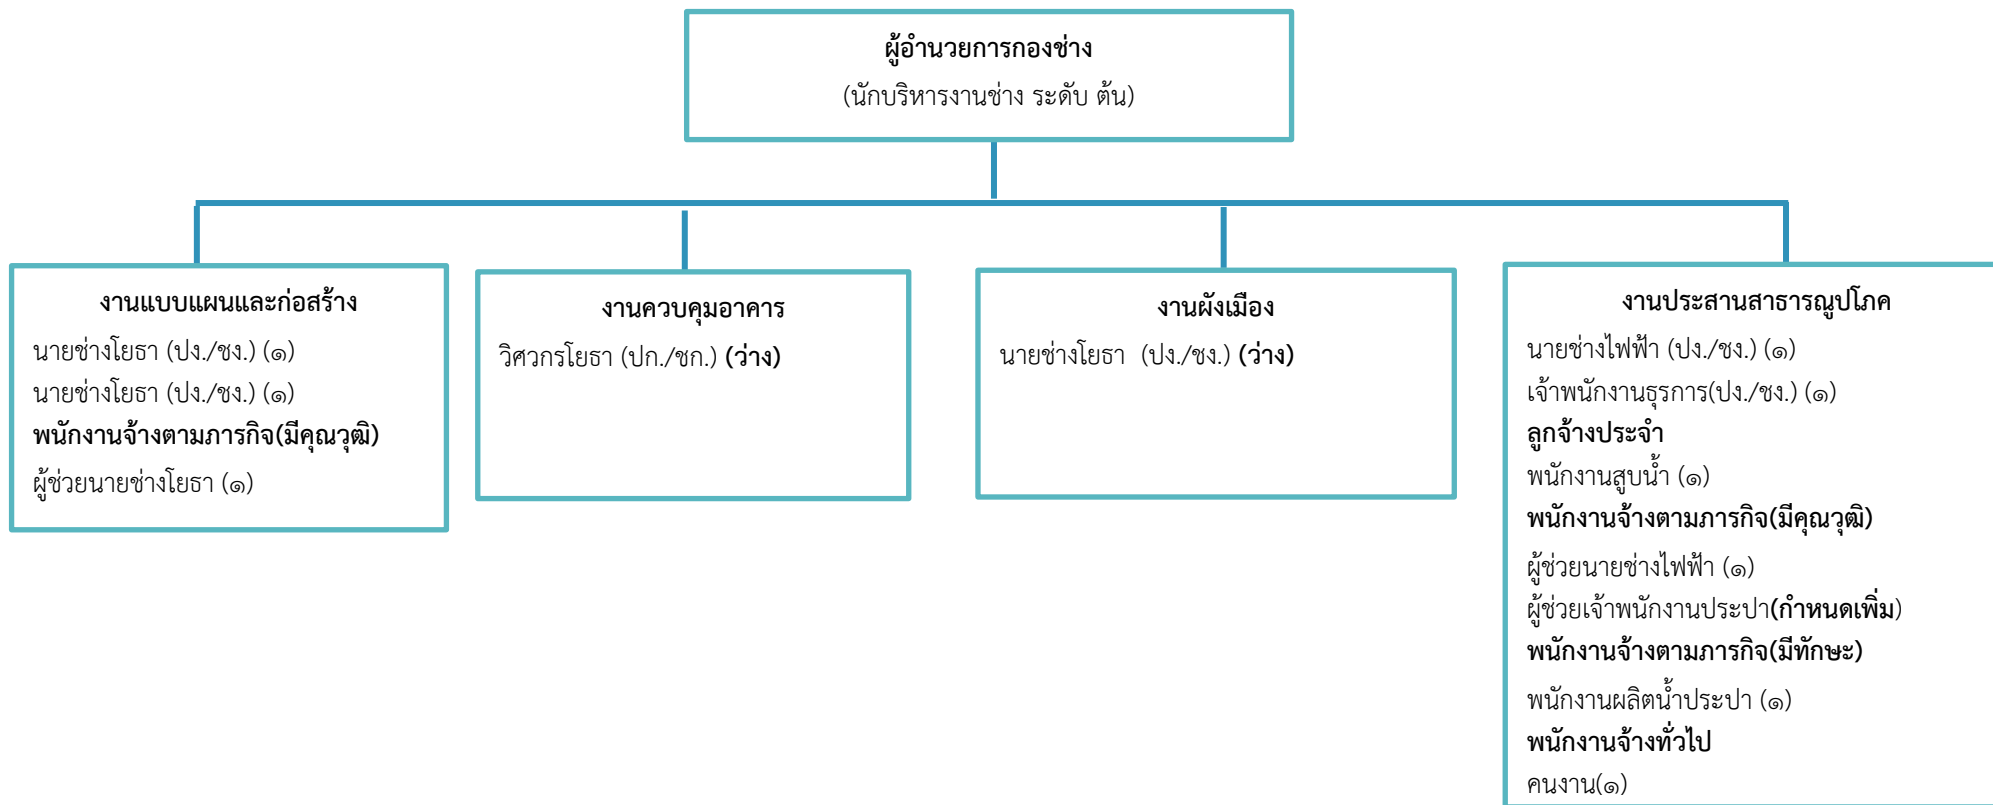 ผู้อำนวยการกองช่าง
(นักบริหารงานช่าง ระดับ ต้น)
งานแบบแผนและก่อสร้าง
นายช่างโยธา (ปง./ชง.) (๑)
นายช่างโยธา (ปง./ชง.) (๑)
พนักงานจ้างตามภารกิจ(มีคุณวุฒิ)
ผู้ช่วยนายช่างโยธา (๑)
งานควบคุมอาคาร
วิศวกรโยธา (ปก./ชก.) (ว่าง)
งานผังเมือง
นายช่างโยธา  (ปง./ชง.) (ว่าง)
งานประสานสาธารณูปโภค
นายช่างไฟฟ้า (ปง./ชง.) (๑)
เจ้าพนักงานธุรการ(ปง./ชง.) (๑)
ลูกจ้างประจำ
พนักงานสูบน้ำ (๑)
พนักงานจ้างตามภารกิจ(มีคุณวุฒิ)
ผู้ช่วยนายช่างไฟฟ้า (๑)
ผู้ช่วยเจ้าพนักงานประปา(กำหนดเพิ่ม)
พนักงานจ้างตามภารกิจ(มีทักษะ)
พนักงานผลิตน้ำประปา (๑)
พนักงานจ้างทั่วไป
คนงาน(๑)